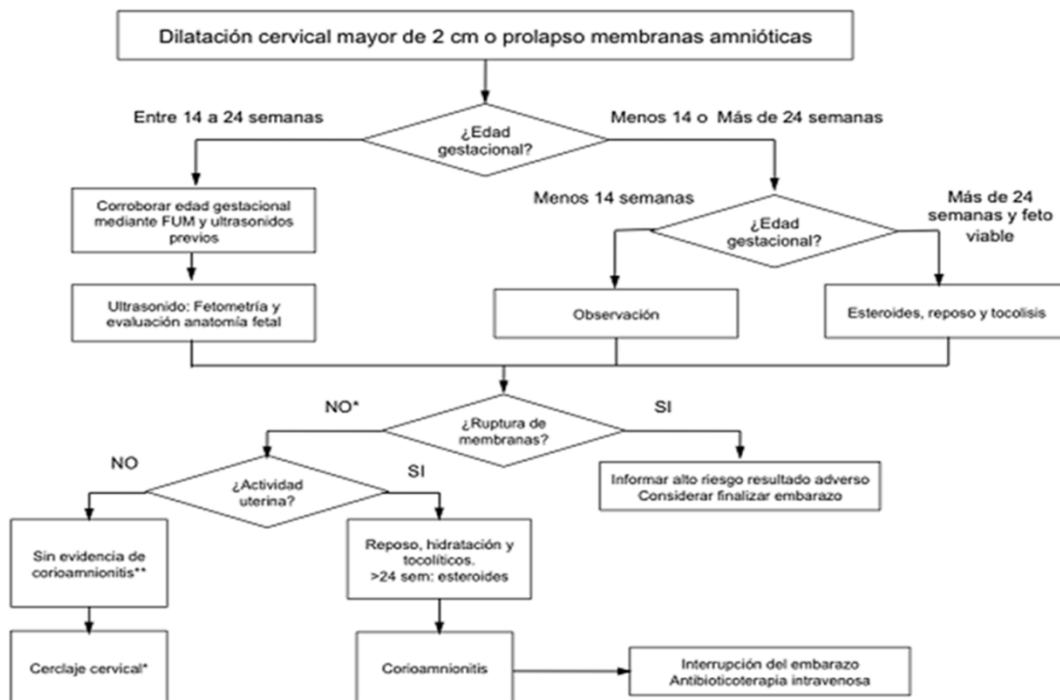 Dilatación cervical mayor de 2 cm o prolapso membranas amnióticas
Entre 14 a 24 semanas
¿Edad
gestacional?
Menos 14 o Más de 24 semanas
Corroborar edad gestacional
mediante FUM y ultrasonidos
previos
Menos 14 semanas
¿Edad
gestacional?
Más de 24
semanas y feto
viable
Ultrasonido: Fetometría y
evaluación anatomía fetal
Observación
Esteroides, reposo y tocolisis
NO*
¿Ruptura de
membranas?
SI
NO
¿Actividad
uterina?
SI
Informar alto riesgo resultado adverso
Considerar finalizar embarazo
Sin evidencia de
corioamnionitis**
Reposo, hidratación y
tocolíticos.
>24 sem: esteroides
Cerclaje cervical*
Corioamnionitis
Interrupción del embarazo
Antibioticoterapia intravenosa